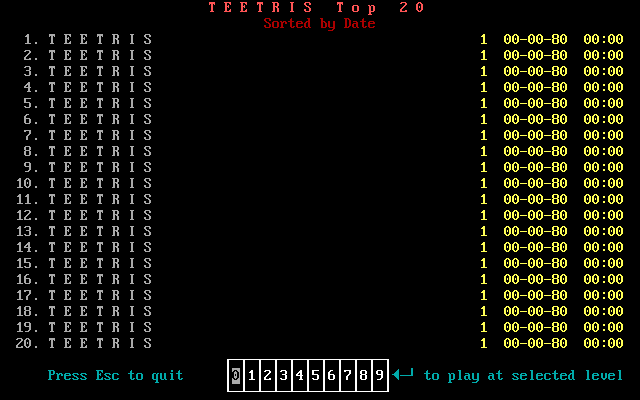 T E E T R I S  T o p  2 0
Sorted by Date
1. T E E T R I S 1 00-00-80 00:00
2. T E E T R I S 1 00-00-80 00:00
3. T E E T R I S 1 00-00-80 00:00
4. T E E T R I S 1 00-00-80 00:00
5. T E E T R I S 1 00-00-80 00:00
6. T E E T R I S 1 00-00-80 00:00
7. T E E T R I S 1 00-00-80 00:00
8. T E E T R I S 1 00-00-80 00:00
9. T E E T R I S 1 00-00-80 00:00
10. T E E T R I S 1 00-00-80 00:00
11. T E E T R I S 1 00-00-80 00:00
12. T E E T R I S 1 00-00-80 00:00
13. T E E T R I S 1 00-00-80 00:00
14. T E E T R I S 1 00-00-80 00:00
15. T E E T R I S 1 00-00-80 00:00
16. T E E T R I S 1 00-00-80 00:00
17. T E E T R I S 1 00-00-80 00:00
18. T E E T R I S 1 00-00-80 00:00
19. T E E T R I S 1 00-00-80 00:00
20. T E E T R I S 1 00-00-80 00:00
Press Esc to quit 0 1 2 3 4 5 6 7 8 9 to play at selected level